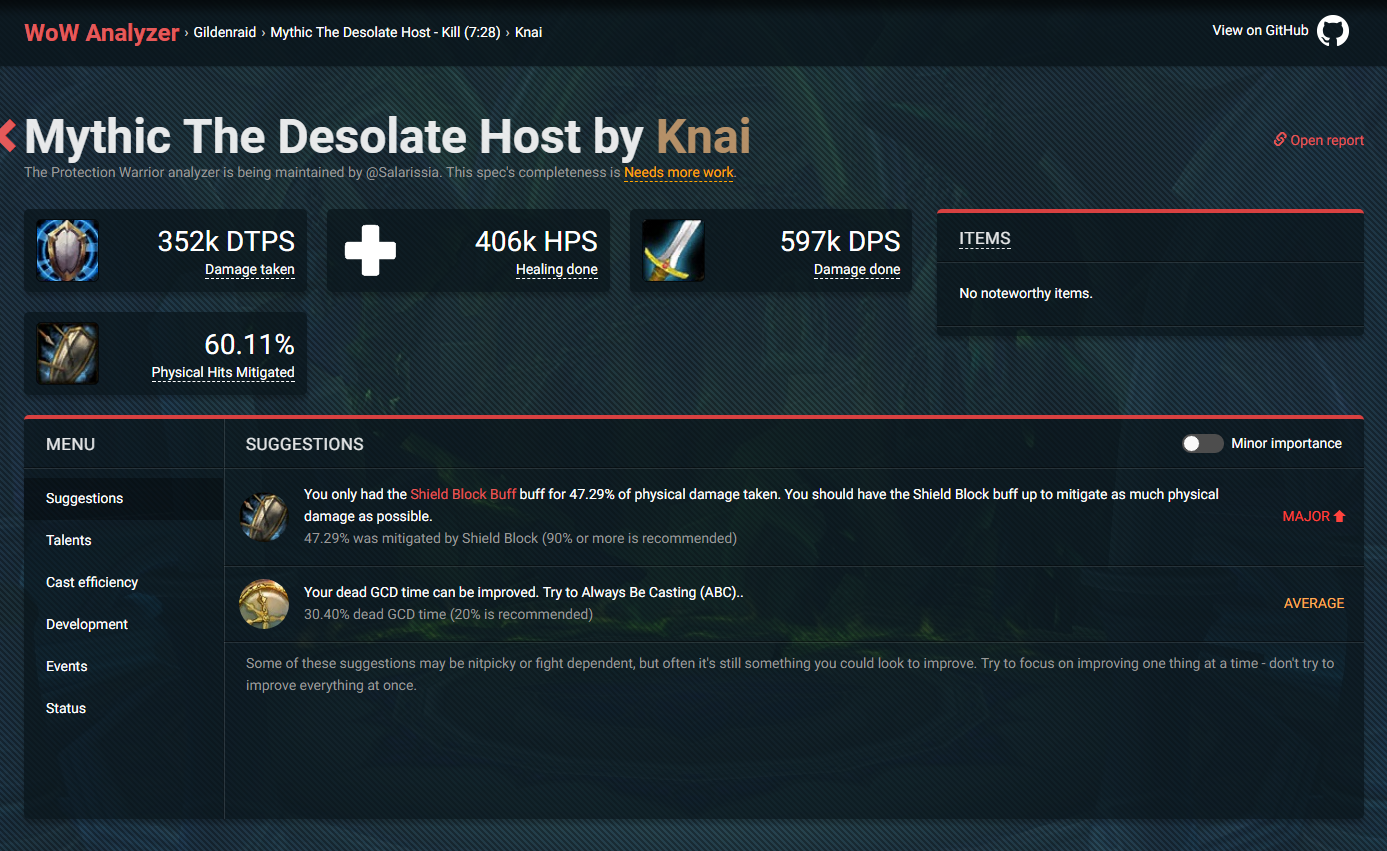 WoW Analyzer › Gildenraid › Mythic The Desolate Host - Kill (7:28) › Knai
View on GitHub
Mythic The Desolate Host by Knai
Open report
The Protection Warrior analyzer is being maintained by @Salarissia. This spec's completeness is Needs more work.
352k DTPS
Damage taken
406k HPS
Healing done
597k DPS
Damage done
ITEMS
No noteworthy items.
60.11%
Physical Hits Mitigated
MENU
Suggestions
Talents
Cast efficiency
Development
Events
Status
SUGGESTIONS
Minor importance
You only had the Shield Block Buff buff for 47.29% of physical damage taken. You should have the Shield Block buff up to mitigate as much physical
damage as possible.
47.29% was mitigated by Shield Block (90% or more is recommended)
MAJOR
Your dead GCD time can be improved. Try to Always Be Casting (ABC)..
30.40% dead GCD time (20% is recommended)
AVERAGE
Some of these suggestions may be nitpicky or fight dependent, but often it's still something you could look to improve. Try to focus on improving one thing at a time - don't try to
improve everything at once.